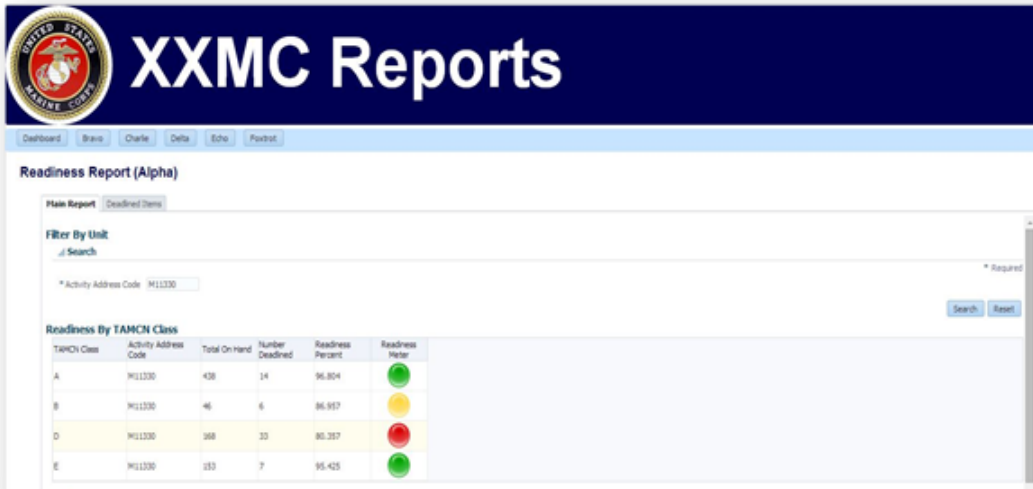 UNITED STATES
MARINE CORPS
XXMC Reports
Dashboard Bravo Charlie Delta Echo Foxtrot
Readiness Report (Alpha)
Main Report Deadlined Items
Filter By Unit
Search
* Required
* Activity Address Code M11330
Search Reset
Readiness By TAMCN Class
TAMCN Class Activity Address Code Total On Hand Number Deadlined Readiness Percent Readiness Meter
A M11330 438 14 96.804
B M11330 46 6 86.957
D M11330 168 33 80.357
E M11330 153 7 95.425